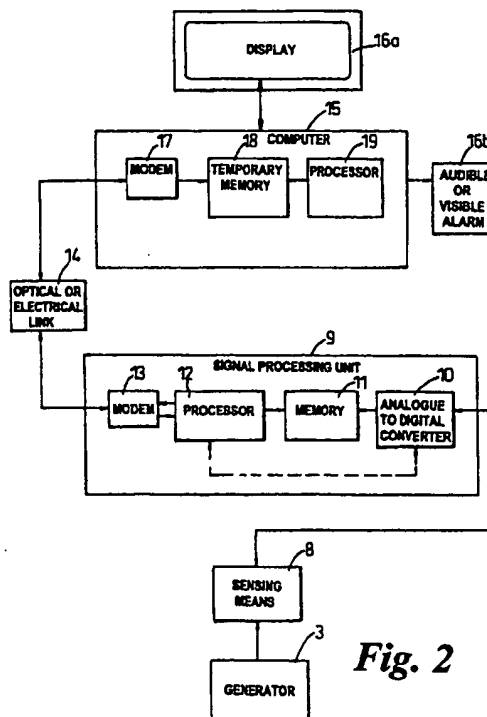 DISPLAY
16a
15
COMPUTER
17
MODEM
18
TEMPORARY
MEMORY
19
PROCESSOR
16b
AUDIBLE
OR
VISIBLE
ALARM
14
OPTICAL OR
ELECTRICAL
LINK
9
SIGNAL PROCESSING UNIT
13
MODEM
12
PROCESSOR
11
MEMORY
10
ANALOGUE
TO DIGITAL
CONVERTER
8
SENSING
MEANS
3
GENERATOR
Fig. 2